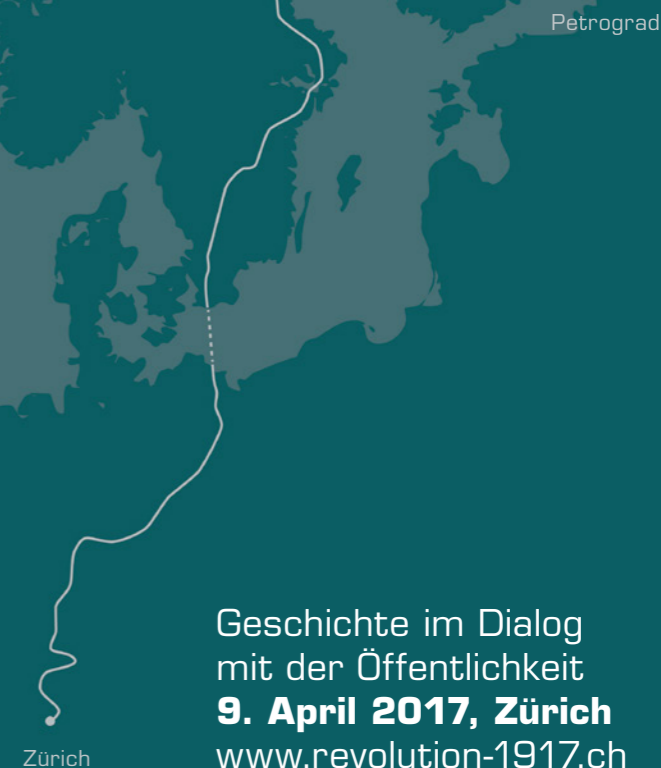 Petrograd
Geschichte im Dialog
mit der Öffentlichkeit
9. April 2017, Zürich
www.revolution-1917.ch
Zürich